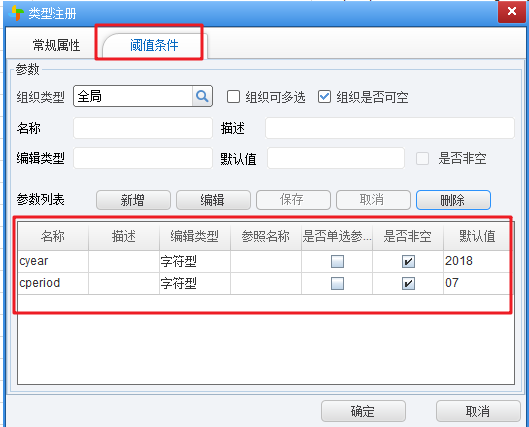 类型注册
常规属性 阈值条件
参数
组织类型 全局 组织可多选 组织是否可空
名称 描述
编辑类型 默认值 是否非空
参数列表 新增 编辑 保存 取消 删除
名称 描述 编辑类型 参照名称 是否单选参... 是否非空 默认值
cyear 字符型 2018
cperiod 字符型 07
确定 取消